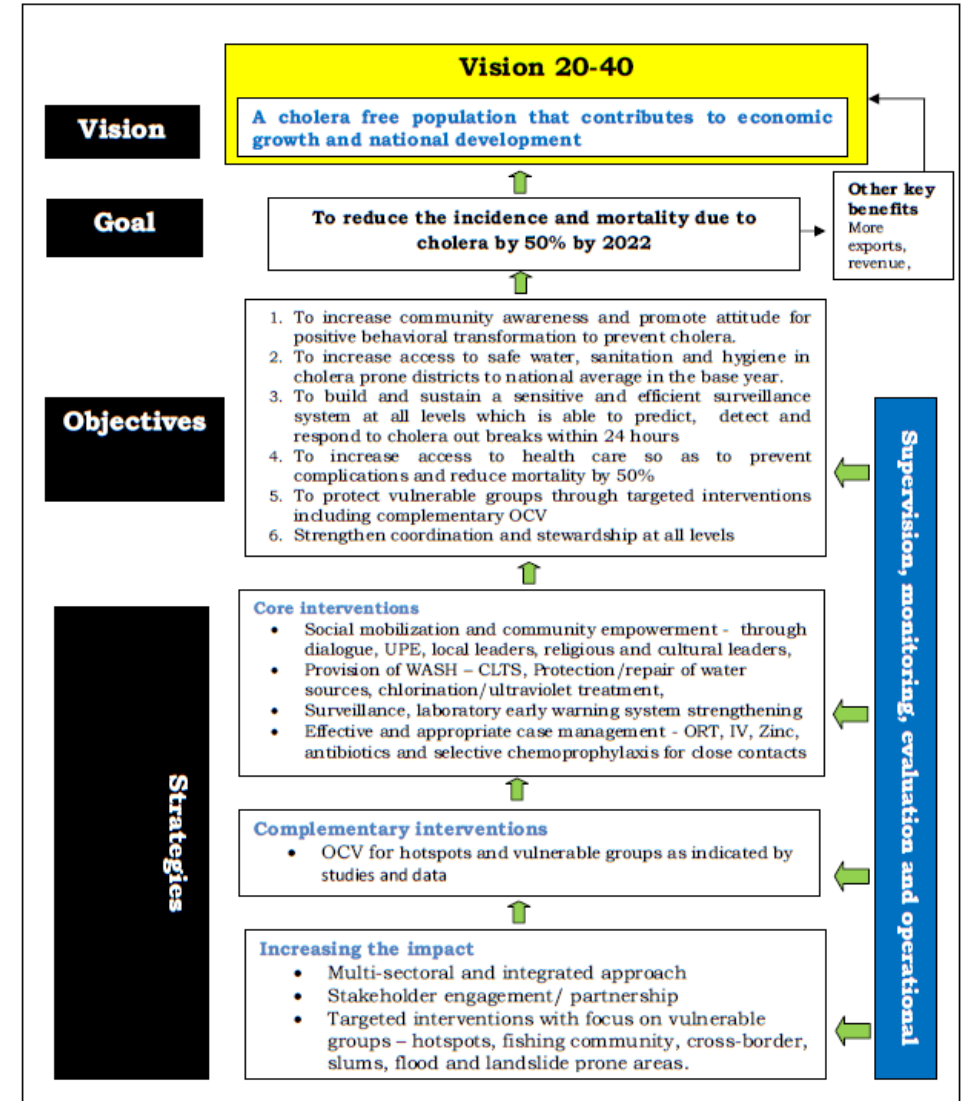 Vision 20-40
Vision
A cholera free population that contributes to economic
growth and national development
Goal
To reduce the incidence and mortality due to
cholera by 50% by 2022
Other key
benefits
More
exports,
revenue,
Objectives
1. To increase community awareness and promote attitude for
positive behavioral transformation to prevent cholera.
2. To increase access to safe water, sanitation and hygiene in
cholera prone districts to national average in the base year.
3. To build and sustain a sensitive and efficient surveillance
system at all levels which is able to predict, detect and
respond to cholera out breaks within 24 hours
4. To increase access to health care so as to prevent
complications and reduce mortality by 50%
5. To protect vulnerable groups through targeted interventions
including complementary OCV
6. Strengthen coordination and stewardship at all levels
Strategies
Core interventions
• Social mobilization and community empowerment - through
dialogue, UPE, local leaders, religious and cultural leaders,
• Provision of WASH – CLTS, Protection/repair of water
sources, chlorination/ultraviolet treatment,
• Surveillance, laboratory early warning system strengthening
• Effective and appropriate case management - ORT, IV, Zinc,
antibiotics and selective chemoprophylaxis for close contacts
Complementary interventions
• OCV for hotspots and vulnerable groups as indicated by
studies and data
Increasing the impact
• Multi-sectoral and integrated approach
• Stakeholder engagement/ partnership
• Targeted interventions with focus on vulnerable
groups – hotspots, fishing community, cross-border,
slums, flood and landslide prone areas.
Supervision, monitoring, evaluation and operational